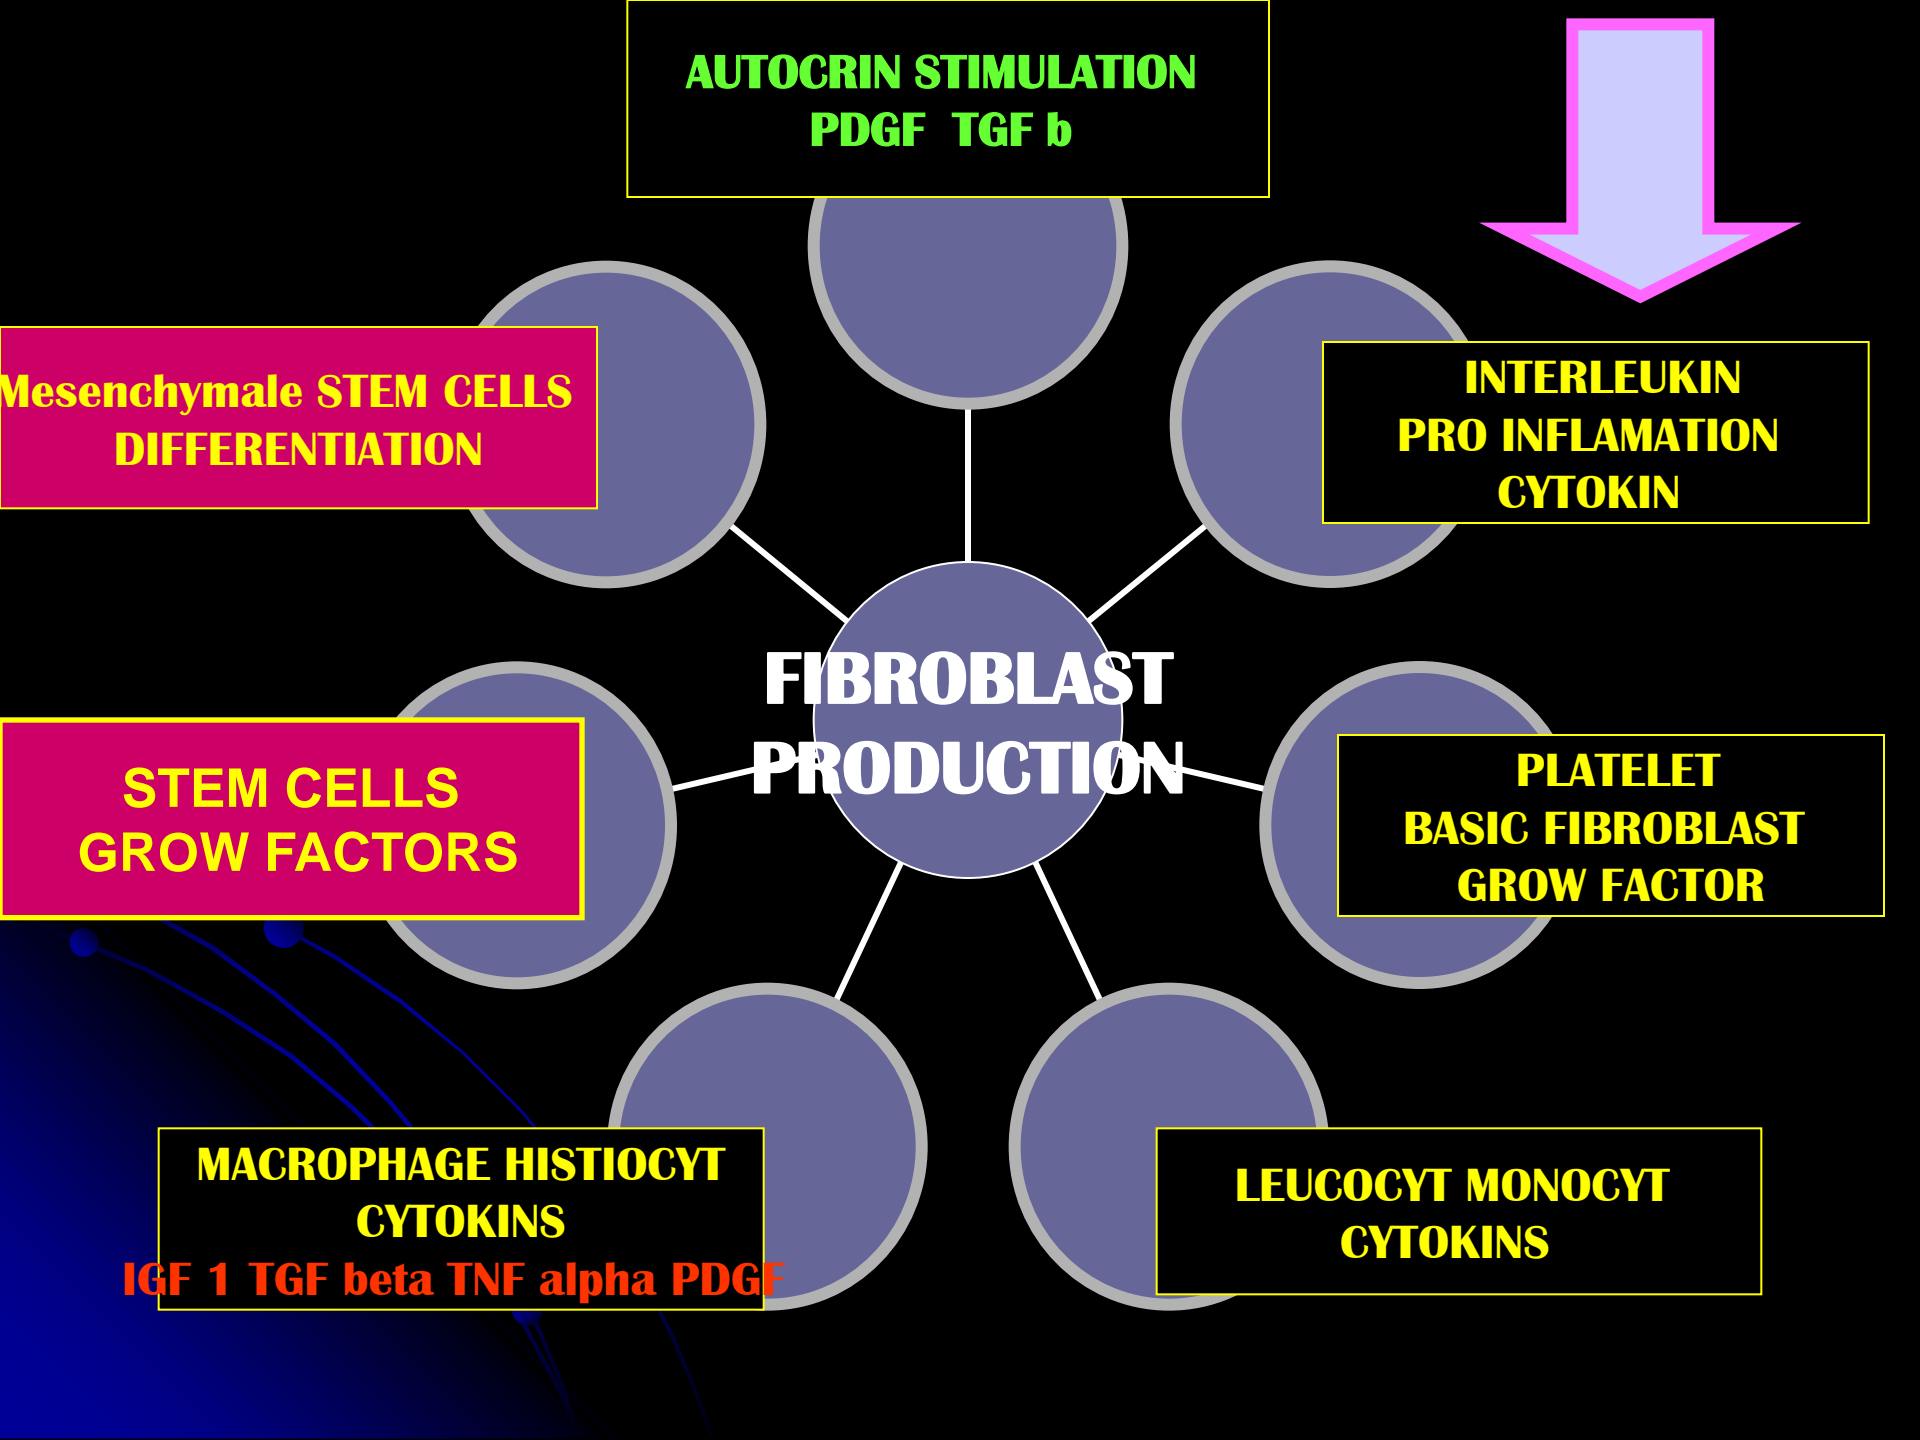 AUTOCRIN STIMULATION
PDGF TGF b
Mesenchymale STEM CELLS
DIFFERENTIATION
INTERLEUKIN
PRO INFLAMATION
CYTOKIN
FIBROBLAST
PRODUCTION
STEM CELLS
GROW FACTORS
PLATELET
BASIC FIBROBLAST
GROW FACTOR
MACROPHAGE HISTIOCYT
CYTOKINS
IGF 1 TGF beta TNF alpha PDGF
LEUCOCYT MONOCYT
CYTOKINS